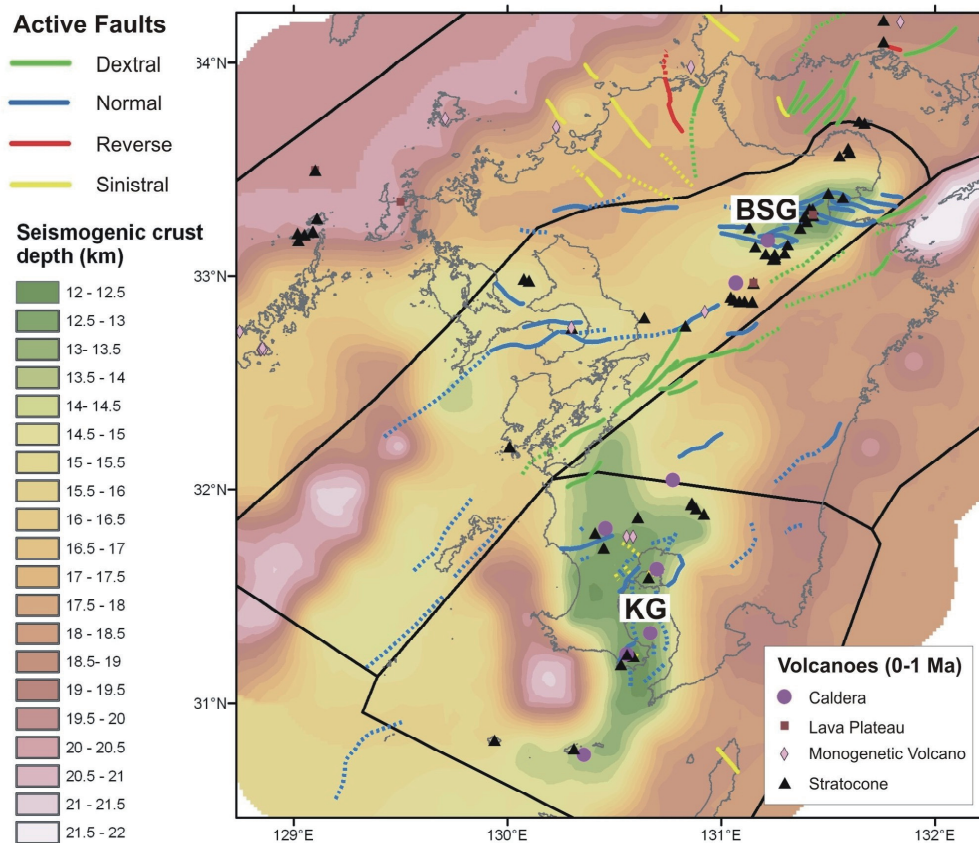 Active Faults
Dextral
Normal
Reverse
Sinistral
Seismogenic crust
depth (km)
12 - 12.5
12.5 - 13
13- 13.5
13.5 - 14
14- 14.5
14.5 - 15
15 - 15.5
15.5 - 16
16 - 16.5
16.5 - 17
17 - 17.5
17.5 - 18
18 - 18.5
18.5 - 19
19 - 19.5
19.5 - 20
20 - 20.5
20.5 - 21
21 - 21.5
21.5 - 22
34°N
33°N
32°N
31°N
BSG
KG
Volcanoes (0-1 Ma)
Caldera
Lava Plateau
Monogenetic Volcano
Stratocone
129°E
130°E
131°E
132°E